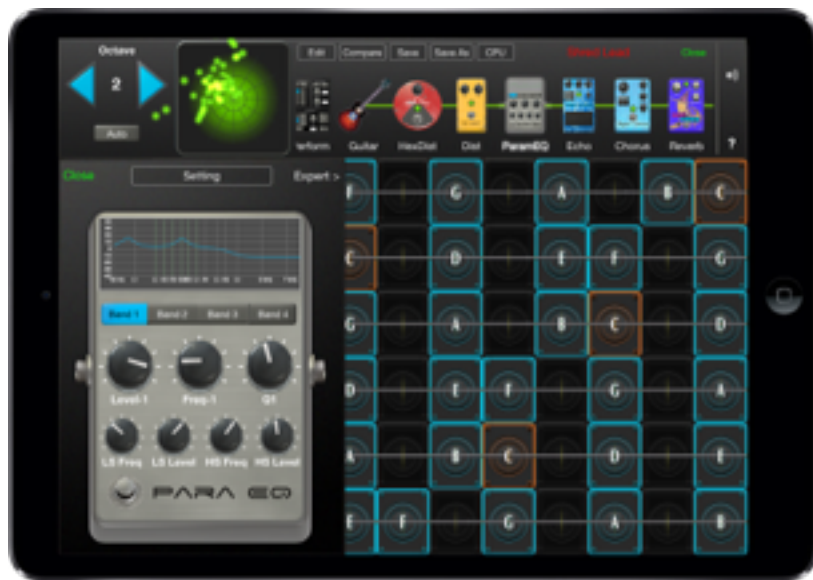 Octave
2
Auto
Edit Compare Save Save As CPU Ghost Lead Close
erform Guitar HexDist Dist ParamEQ Echo Chorus Reverb ?
Close Setting Expert >
Band 1 Band 2 Band 3 Band 4
Level-1 Freq-1 Q1
LS Freq LS Level HS Freq HS Level
PARA EQ
F G A B C
C D E F G
G A B C D
D E F G A
A B C D E
E F G A B